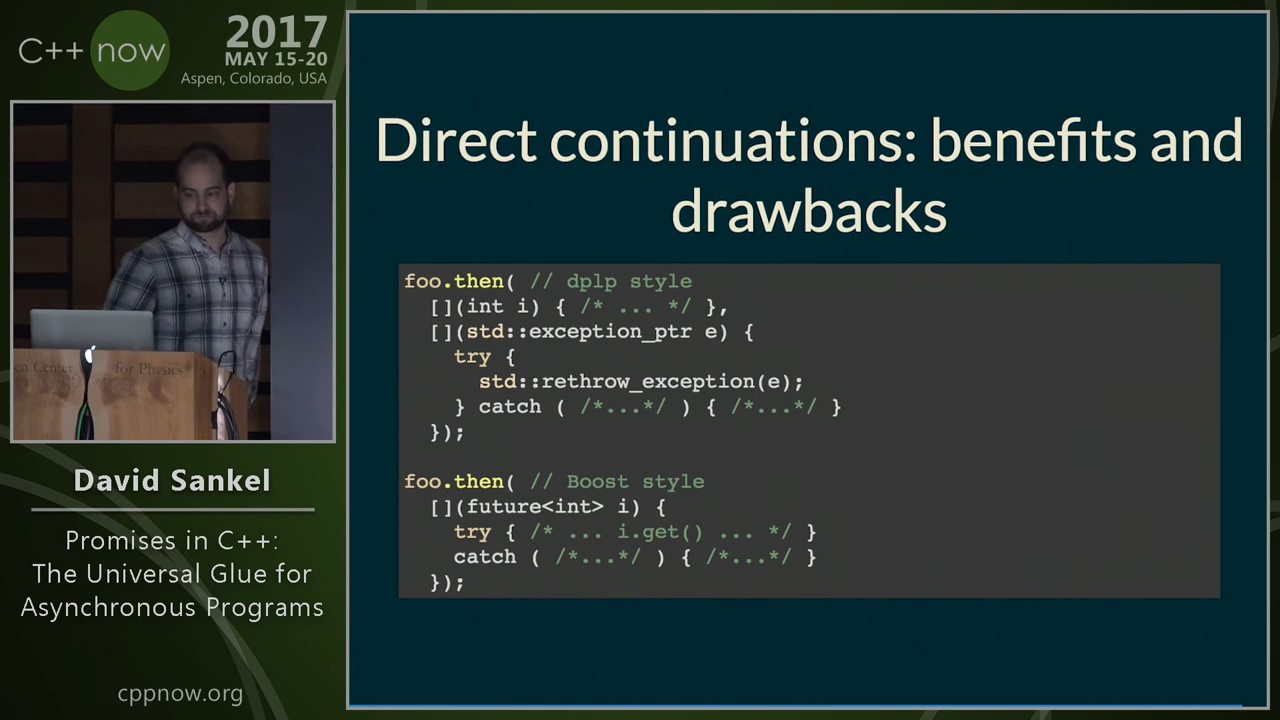 C++ now
2017
MAY 15-20
Aspen, Colorado, USA
for Physics
David Sankel
Promises in C++:
The Universal Glue for
Asynchronous Programs
cppnow.org
Direct continuations: benefits and
drawbacks
foo.then( // dplp style
  [](int i) { /* ... */ },
  [](std::exception_ptr e) {
    try {
      std::rethrow_exception(e);
    } catch ( /*...*/ ) { /*...*/ }
  });
foo.then( // Boost style
  [](future<int> i) {
    try { /* ... i.get() ... */ }
    catch ( /*...*/ ) { /*...*/ }
  });